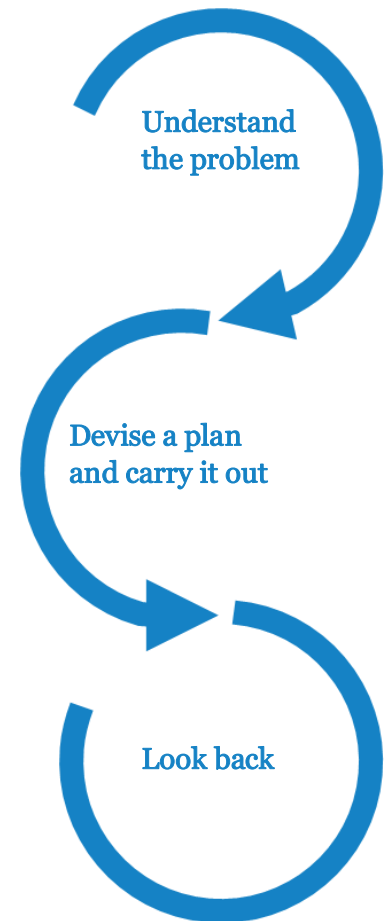 Understand
the problem
Devise a plan
and carry it out
Look back